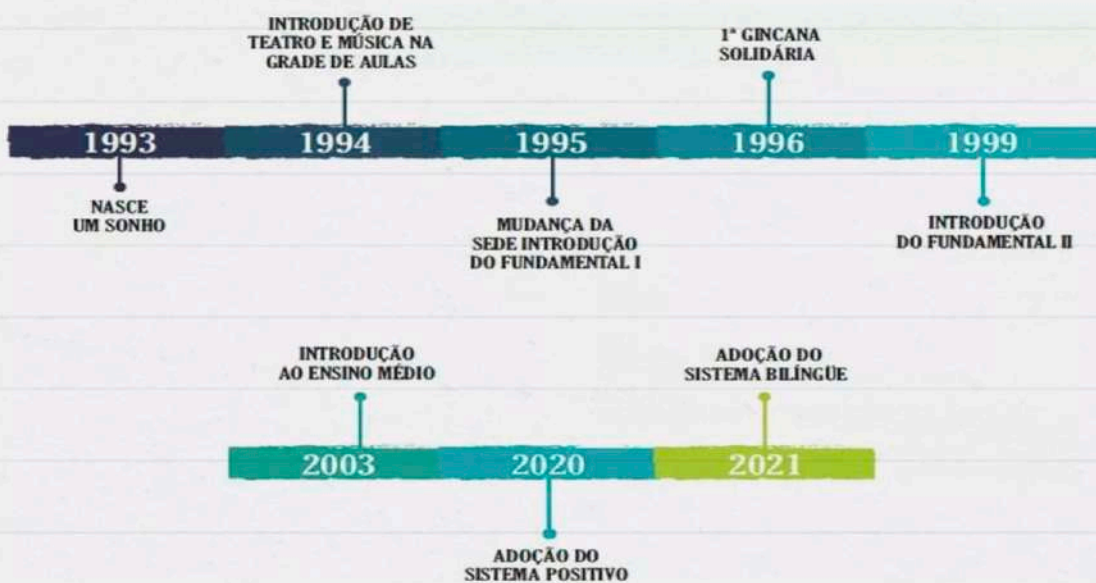 INTRODUÇÃO DE
TEATRO E MÚSICA NA
GRADE DE AULAS
1ª GINCANA
SOLIDÁRIA
1993
1994
1995
1996
1999
NASCE
UM SONHO
MUDANÇA DA
SEDE INTRODUÇÃO
DO FUNDAMENTAL I
INTRODUÇÃO
DO FUNDAMENTAL II
INTRODUÇÃO
AO ENSINO MÉDIO
ADOÇÃO DO
SISTEMA BILÍNGÜE
2003
2020
2021
ADOÇÃO DO
SISTEMA POSITIVO